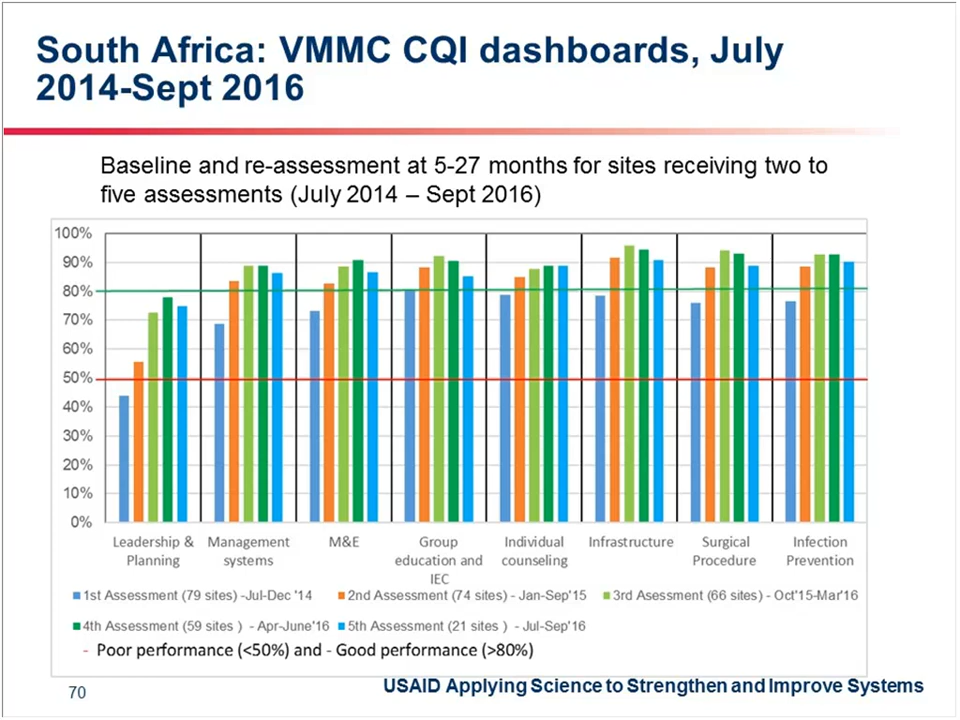 South Africa: VMMC CQI dashboards, July
2014-Sept 2016
Baseline and re-assessment at 5-27 months for sites receiving two to
five assessments (July 2014 – Sept 2016)
100%
90%
80%
70%
60%
50%
40%
30%
20%
10%
0%
Leadership & Planning
Management systems
M&E
Group education and IEC
Individual counseling
Infrastructure
Surgical Procedure
Infection Prevention
1st Assessment (79 sites) -Jul-Dec '14
2nd Assessment (74 sites) - Jan-Sep'15
3rd Asessment (66 sites) - Oct'15-Mar'16
4th Assessment (59 sites ) - Apr-June'16
5th Assessment (21 sites ) - Jul-Sep'16
- Poor performance (<50%) and - Good performance (>80%)
70
USAID Applying Science to Strengthen and Improve Systems